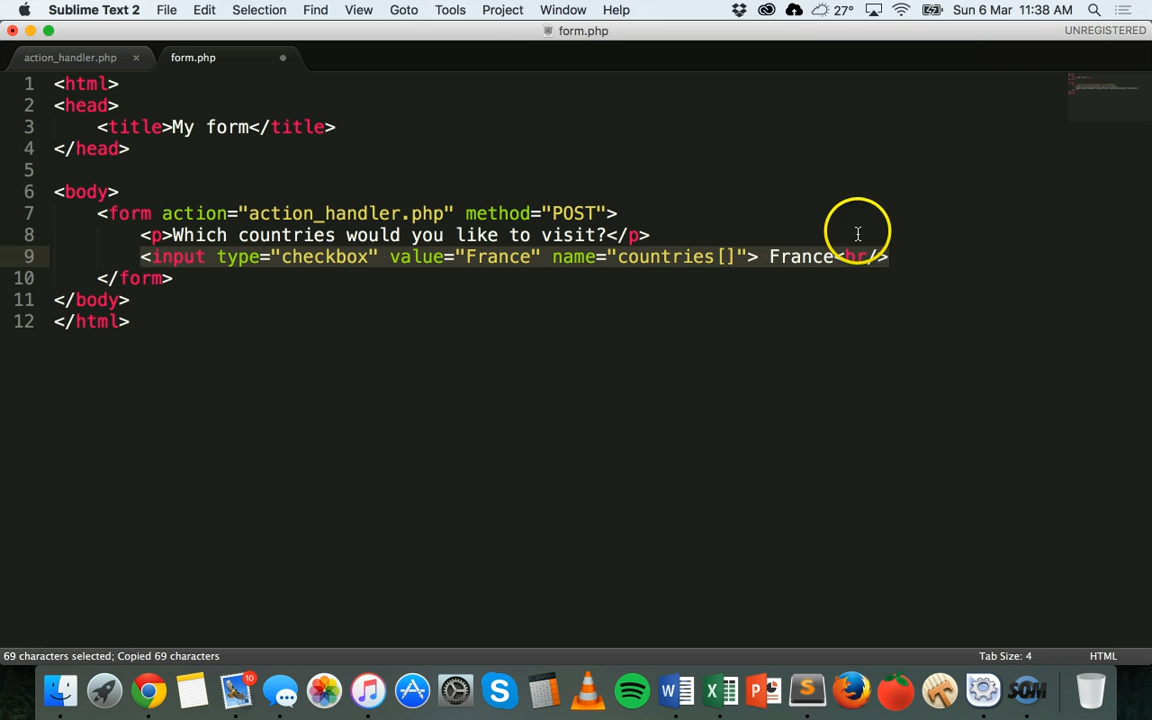 Sublime Text 2 File Edit Selection Find View Goto Tools Project Window Help 27° Sun 6 Mar 11:38 AM
form.php UNREGISTERED
action_handler.php × form.php
1 <html>
2 <head>
3 <title>My form</title>
4 </head>
5
6 <body>
7 <form action="action_handler.php" method="POST">
8 <p>Which countries would you like to visit?</p>
9 <input type="checkbox" value="France" name="countries[]"> France<br/>
10 </form>
11 </body>
12 </html>
69 characters selected; Copied 69 characters Tab Size: 4 HTML
10
SOM